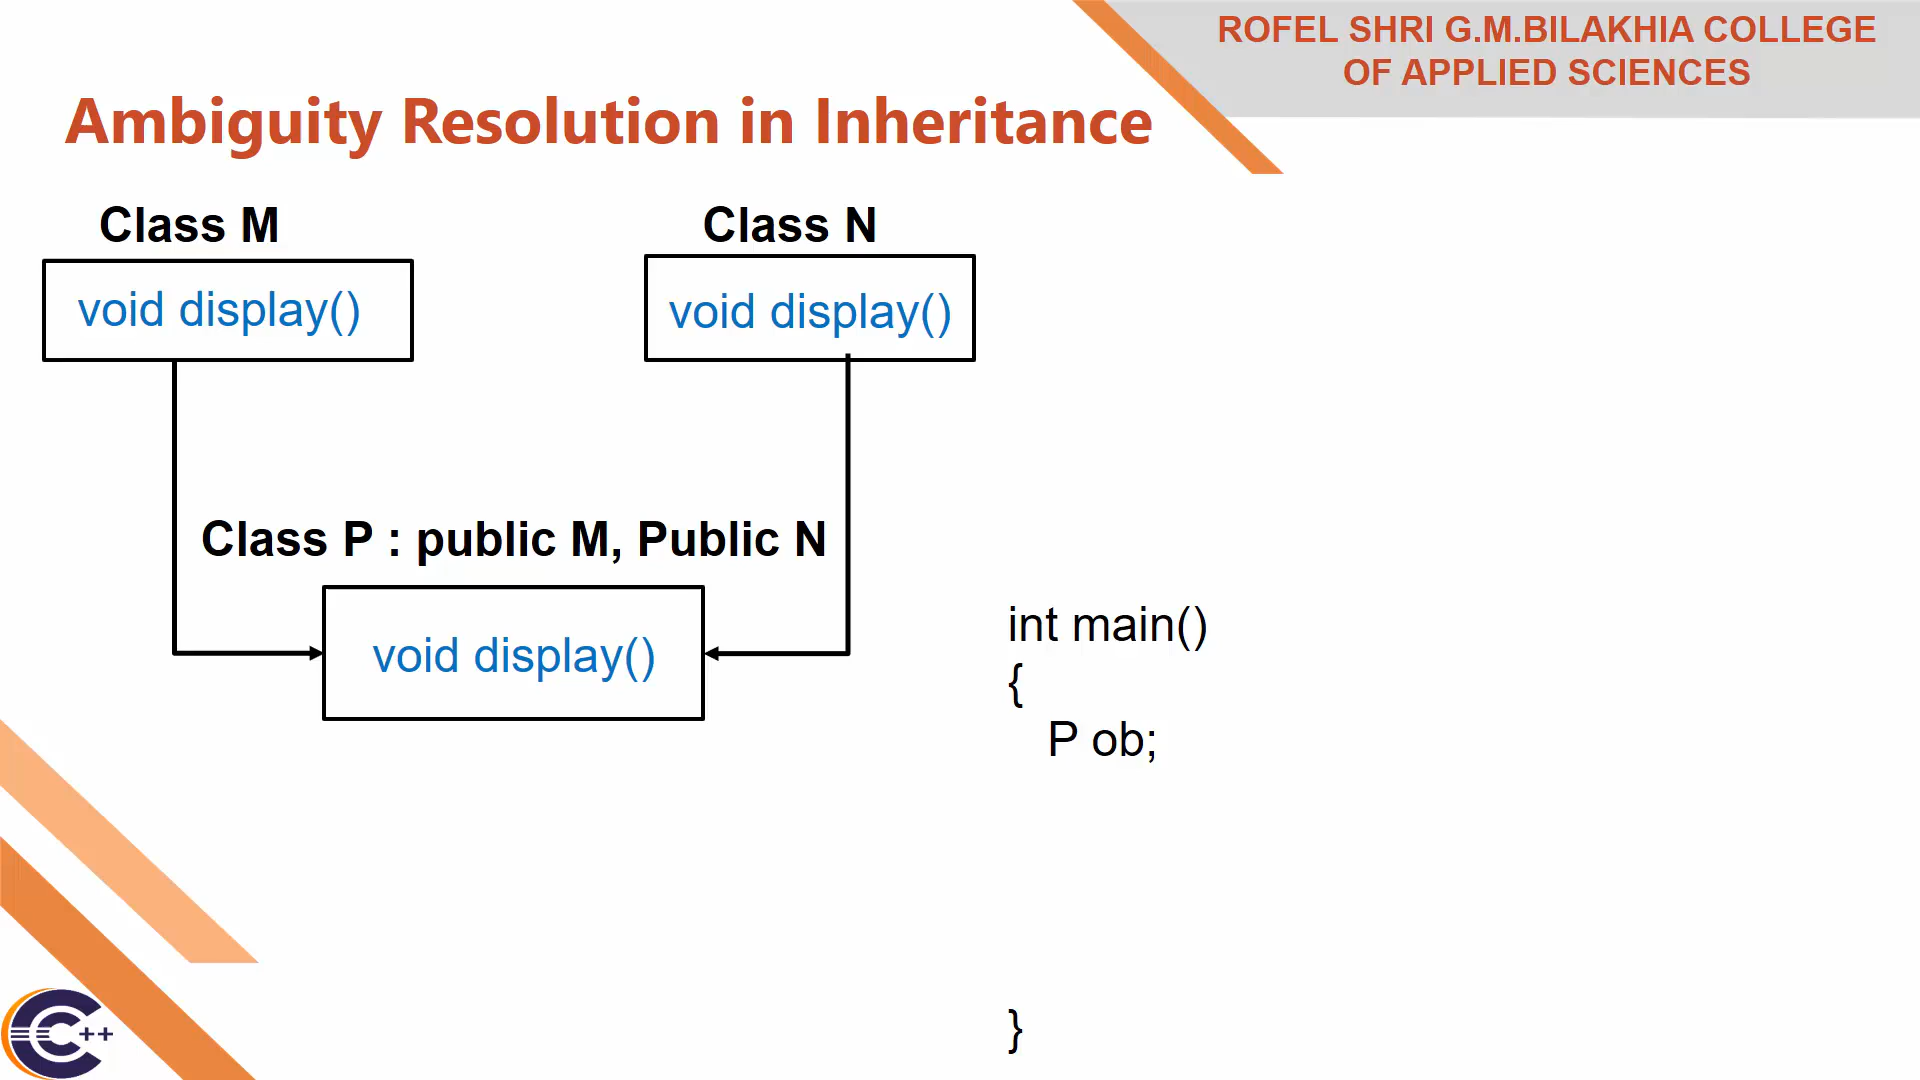 ROFEL SHRI G.M.BILAKHIA COLLEGE
OF APPLIED SCIENCES
Ambiguity Resolution in Inheritance
Class M
void display()
Class N
void display()
Class P : public M, Public N
void display()
int main()
{
P ob;
}
C++